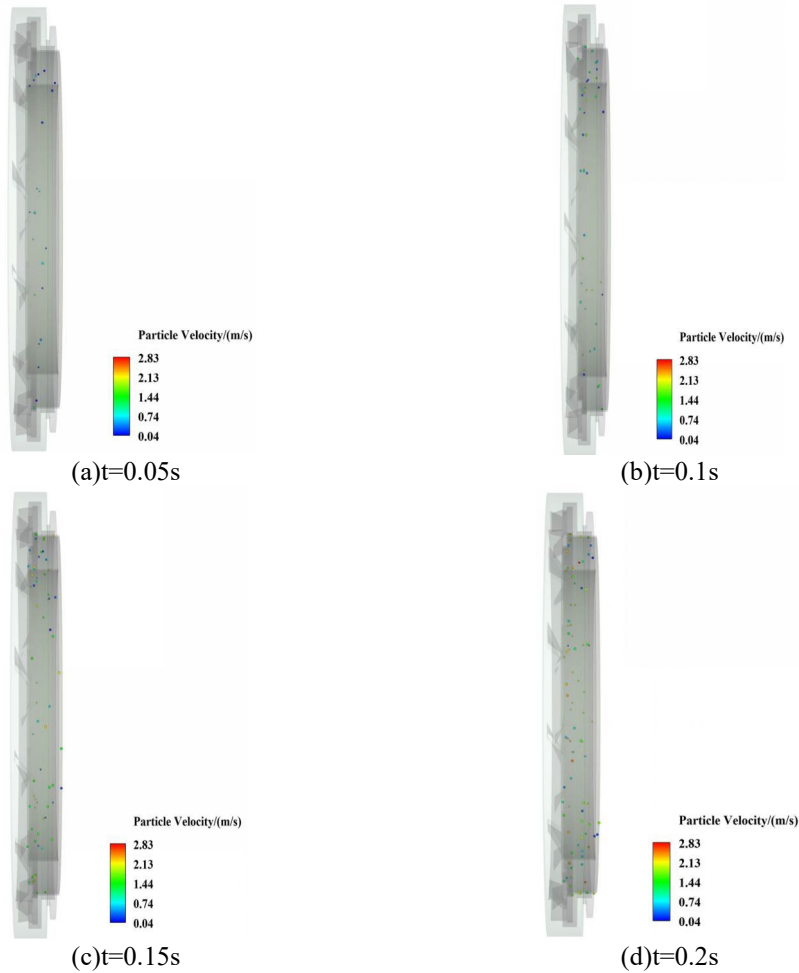 Particle Velocity/(m/s)
2.83
2.13
1.44
0.74
0.04
(a)t=0.05s
Particle Velocity/(m/s)
2.83
2.13
1.44
0.74
0.04
(b)t=0.1s
Particle Velocity/(m/s)
2.83
2.13
1.44
0.74
0.04
(c)t=0.15s
Particle Velocity/(m/s)
2.83
2.13
1.44
0.74
0.04
(d)t=0.2s